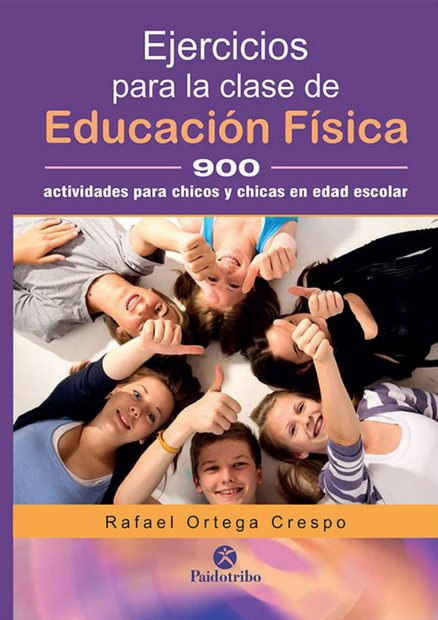 Ejercicios
para la clase de
Educación Física
900
actividades para chicos y chicas en edad escolar
Rafael Ortega Crespo
Paidotribo